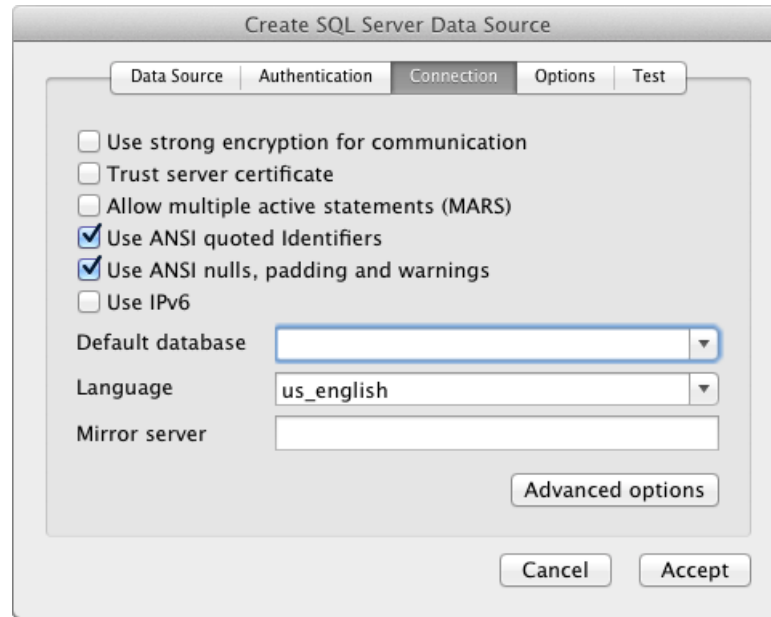 Create SQL Server Data Source
Data Source Authentication Connection Options Test
Use strong encryption for communication
Trust server certificate
Allow multiple active statements (MARS)
Use ANSI quoted Identifiers
Use ANSI nulls, padding and warnings
Use IPv6
Default database
Language us_english
Mirror server
Advanced options
Cancel Accept